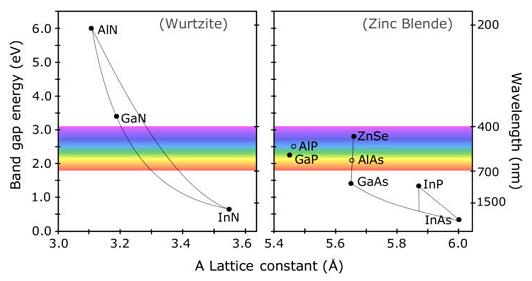 (Wurtzite)
(Zinc Blende)
Band gap energy (eV)
6.0
5.0
4.0
3.0
2.0
1.0
0.0
AlN
GaN
InN
3.0
3.2
3.4
3.6
AlP
GaP
ZnSe
AlAs
GaAs
InP
InAs
5.4
5.6
5.8
6.0
200
400
700
1500
Wavelength (nm)
A Lattice constant (Å)